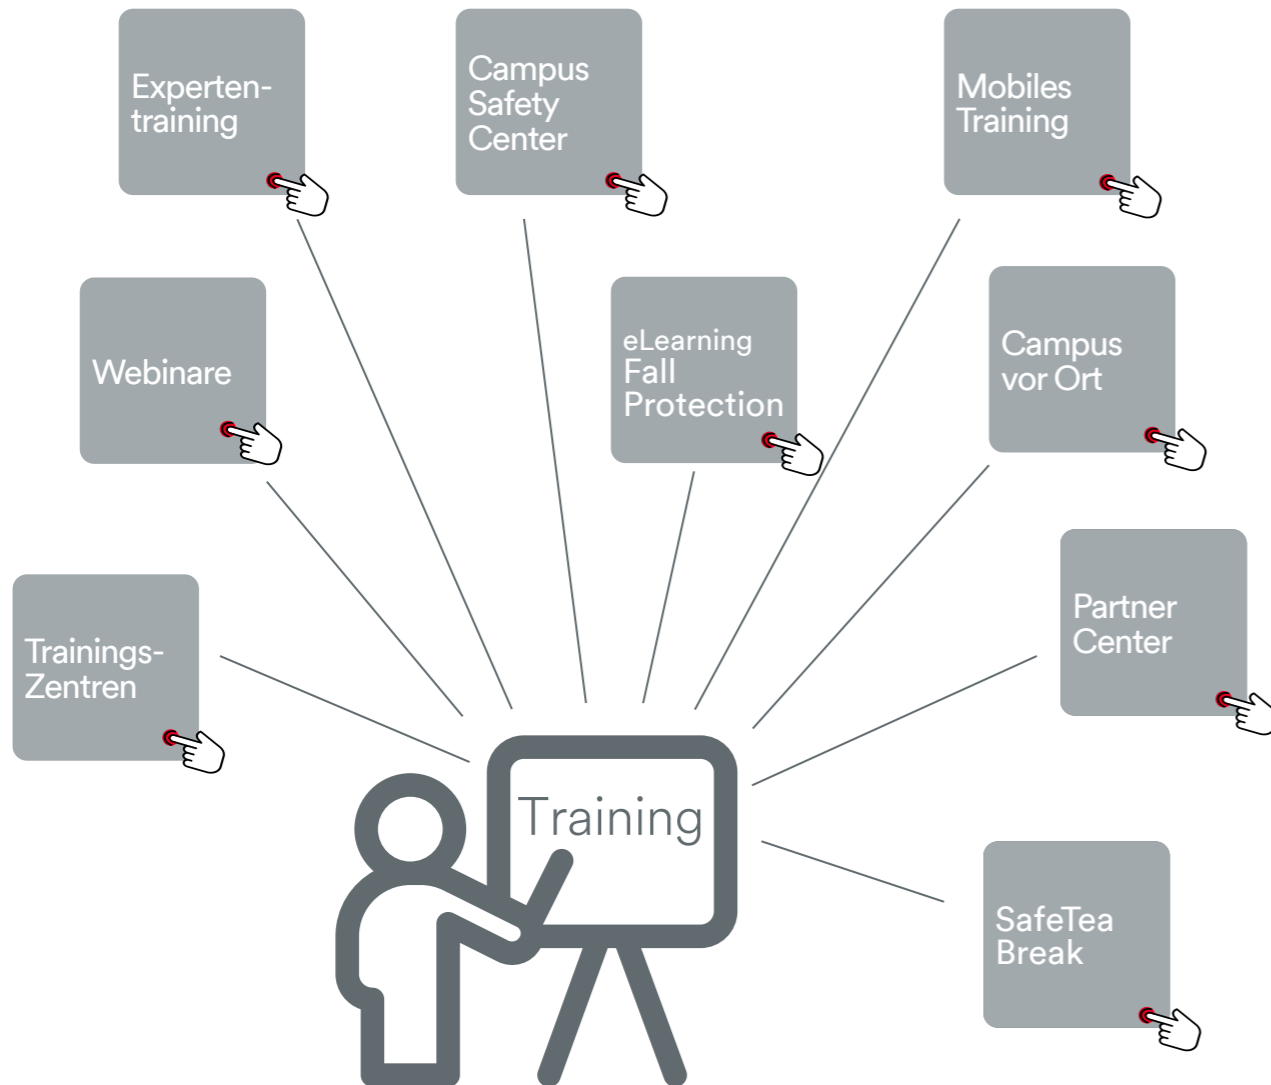 Experten-
training
Campus
Safety
Center
Mobiles
Training
Webinare
eLearning
Fall
Protection
Campus
vor Ort
Trainings-
Zentren
Partner
Center
Training
SafeTea
Break